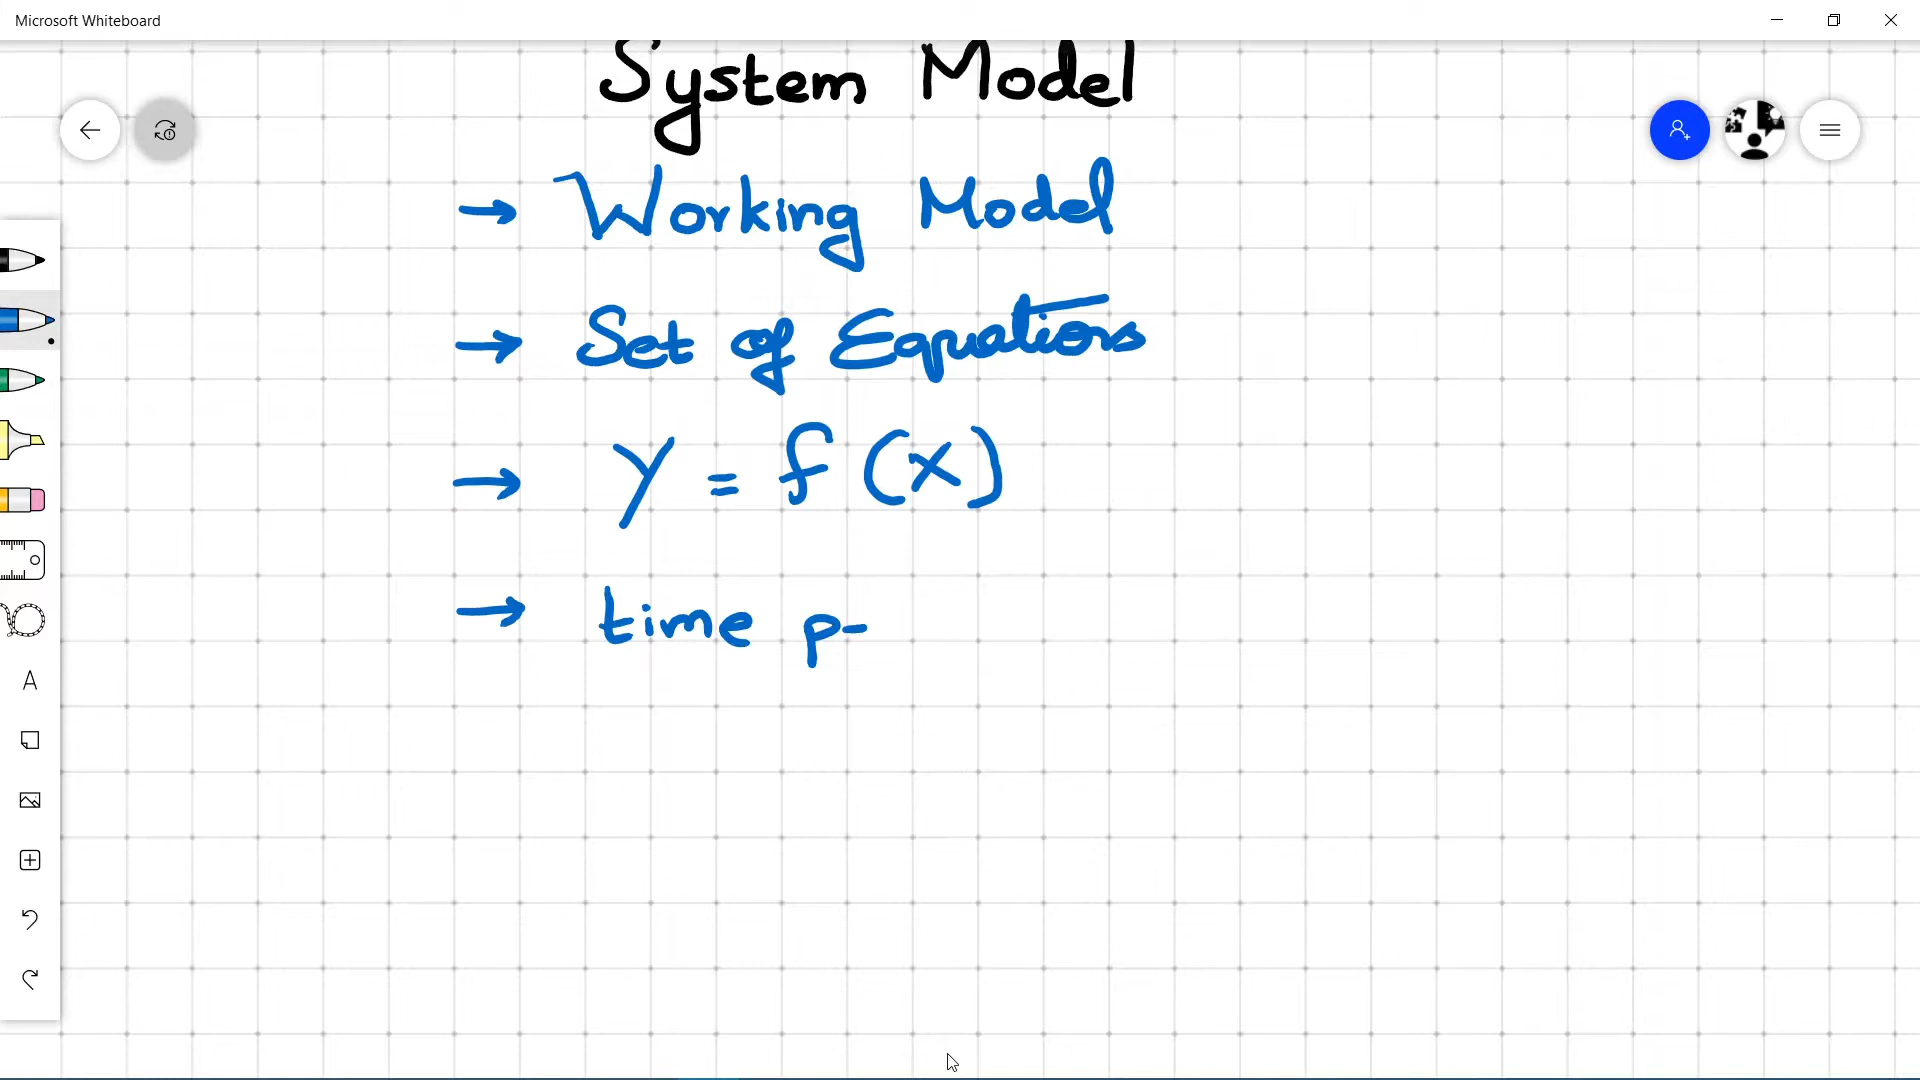 Microsoft Whiteboard
System Model
→ Working Model
→ Set of Equations
→ Y = f (x)
→ time p-
A